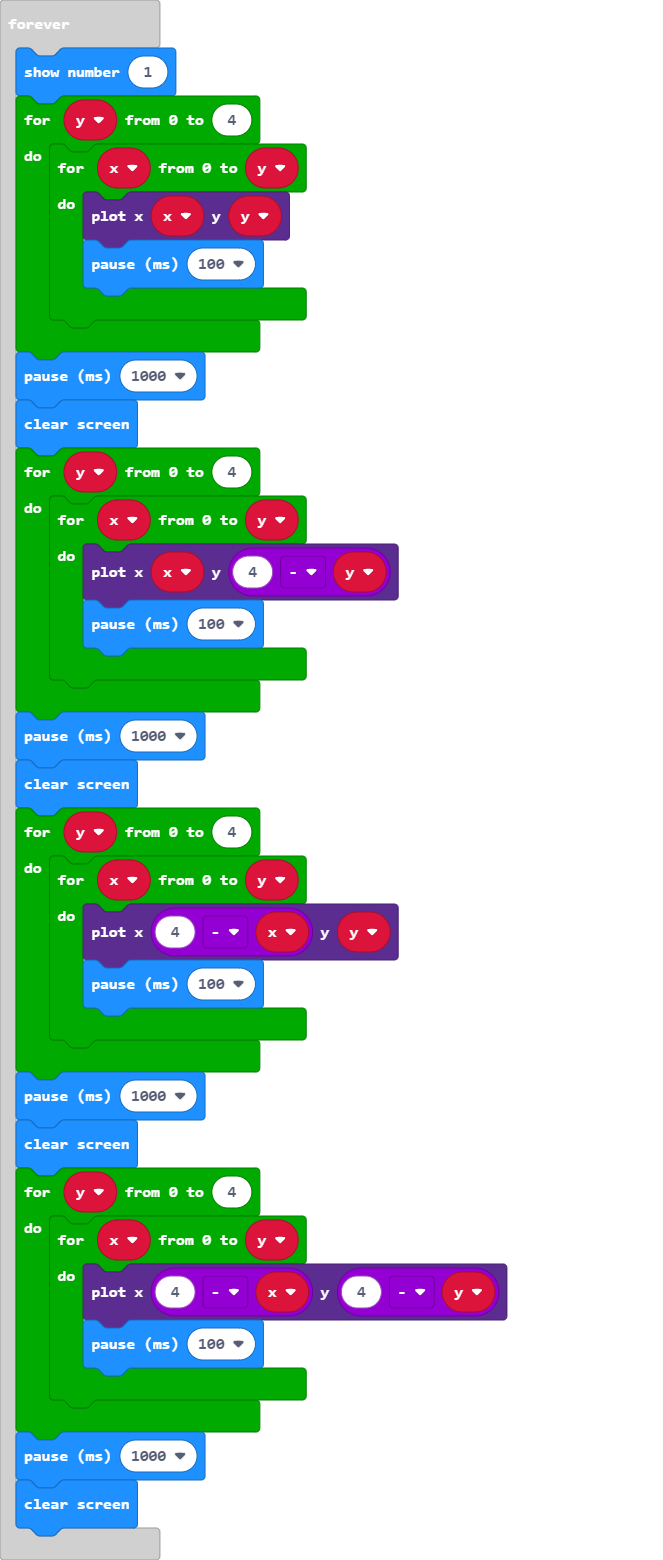 forever
show number 1
for y from 0 to 4
do for x from 0 to y
do plot x x y y
pause (ms) 100
pause (ms) 1000
clear screen
for y from 0 to 4
do for x from 0 to y
do plot x x y 4 - y
pause (ms) 100
pause (ms) 1000
clear screen
for y from 0 to 4
do for x from 0 to y
do plot x 4 - x y y
pause (ms) 100
pause (ms) 1000
clear screen
for y from 0 to 4
do for x from 0 to y
do plot x 4 - x y 4 - y
pause (ms) 100
pause (ms) 1000
clear screen